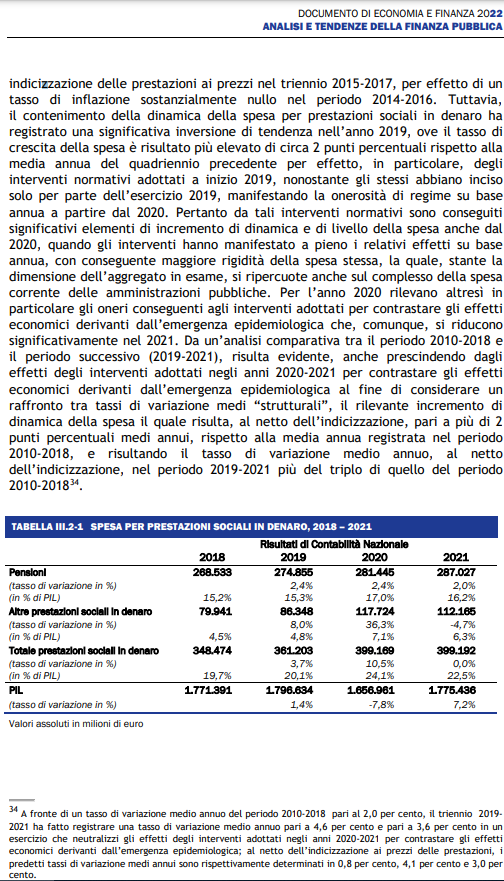 DOCUMENTO DI ECONOMIA E FINANZA 2022
ANALISI E TENDENZE DELLA FINANZA PUBBLICA
indicizzazione delle prestazioni ai prezzi nel triennio 2015-2017, per effetto di un
tasso di inflazione sostanzialmente nullo nel periodo 2014-2016. Tuttavia,
il contenimento della dinamica della spesa per prestazioni sociali in denaro ha
registrato una significativa inversione di tendenza nell'anno 2019, ove il tasso di
crescita della spesa è risultato più elevato di circa 2 punti percentuali rispetto alla
media annua del quadriennio precedente per effetto, in particolare, degli
interventi normativi adottati a inizio 2019, nonostante gli stessi abbiano inciso
solo per parte dell'esercizio 2019, manifestando la onerosità di regime su base
annua a partire dal 2020. Pertanto da tali interventi normativi sono conseguiti
significativi elementi di incremento di dinamica e di livello della spesa anche dal
2020, quando gli interventi hanno manifestato a pieno i relativi effetti su base
annua, con conseguente maggiore rigidità della spesa stessa, la quale, stante la
dimensione dell'aggregato in esame, si ripercuote anche sul complesso della spesa
corrente delle amministrazioni pubbliche. Per l'anno 2020 rilevano altresì in
particolare gli oneri conseguenti agli interventi adottati per contrastare gli effetti
economici derivanti dall'emergenza epidemiologica che, comunque, si riducono
significativamente nel 2021. Da un'analisi comparativa tra il periodo 2010-2018 e
il periodo successivo (2019-2021), risulta evidente, anche prescindendo dagli
effetti degli interventi adottati negli anni 2020-2021 per contrastare gli effetti
economici derivanti dall'emergenza epidemiologica al fine di considerare un
raffronto tra tassi di variazione medi "strutturali", il rilevante incremento di
dinamica della spesa il quale risulta, al netto dell'indicizzazione, pari a più di 2
punti percentuali medi annui, rispetto alla media annua registrata nel periodo
2010-2018, e risultando il tasso di variazione medio annuo, al netto
dell'indicizzazione, nel periodo 2019-2021 più del triplo di quello del periodo
2010-2018³⁴.
TABELLA III.2-1 SPESA PER PRESTAZIONI SOCIALI IN DENARO, 2018 – 2021
Risultati di Contabilità Nazionale
2018 2019 2020 2021
Pensioni 268.533 274.855 281.445 287.027
(tasso di variazione in %) 2,4% 2,4% 2,0%
(in % di PIL) 15,2% 15,3% 17,0% 16,2%
Altre prestazioni sociali in denaro 79.941 86.348 117.724 112.165
(tasso di variazione in %) 8,0% 36,3% -4,7%
(in % di PIL) 4,5% 4,8% 7,1% 6,3%
Totale prestazioni sociali in denaro 348.474 361.203 399.169 399.192
(tasso di variazione in %) 3,7% 10,5% 0,0%
(in % di PIL) 19,7% 20,1% 24,1% 22,5%
PIL 1.771.391 1.796.634 1.656.961 1.775.436
(tasso di variazione in %) 1,4% -7,8% 7,2%
Valori assoluti in milioni di euro
³⁴ A fronte di un tasso di variazione medio annuo del periodo 2010-2018 pari al 2,0 per cento, il triennio 2019-
2021 ha fatto registrare una tasso di variazione medio annuo pari a 4,6 per cento e pari a 3,6 per cento in un
esercizio che neutralizzi gli effetti degli interventi adottati negli anni 2020-2021 per contrastare gli effetti
economici derivanti dall'emergenza epidemiologica; al netto dell'indicizzazione ai prezzi delle prestazioni, i
predetti tassi di variazione medi annui sono rispettivamente determinati in 0,8 per cento, 4,1 per cento e 3,0 per
cento.